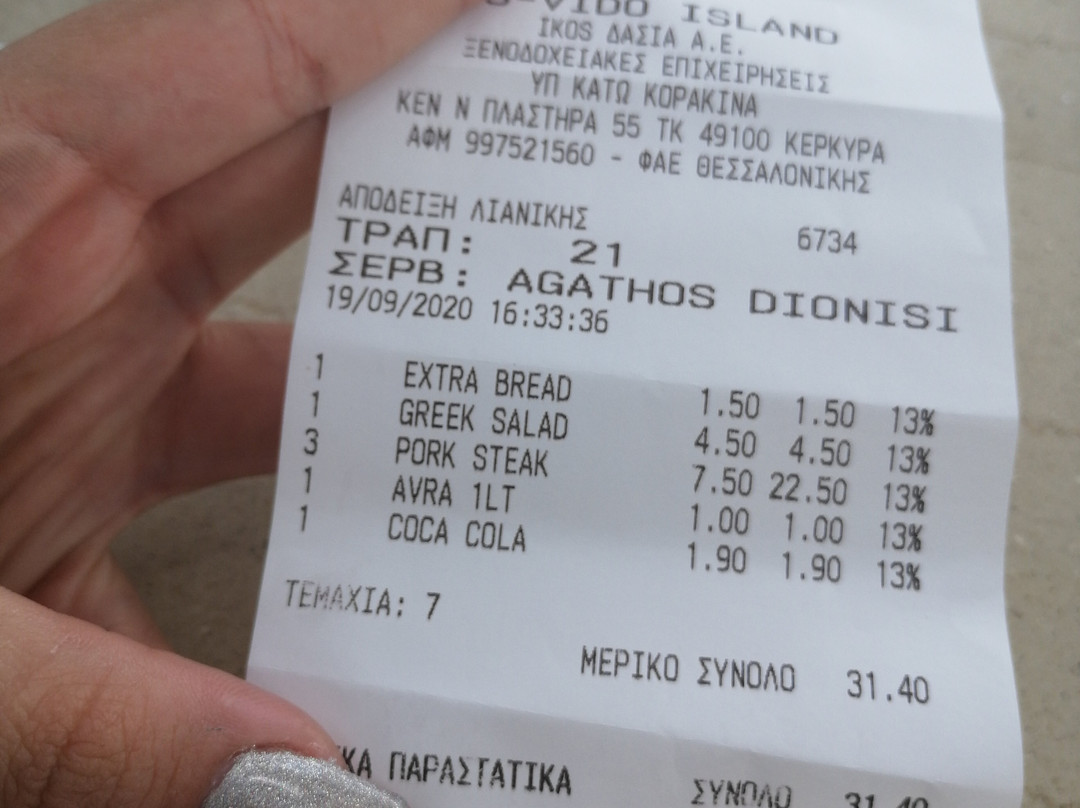 VIDO ISLAND
IKOS ΔΑΣΙΑ Α.Ε.
ΞΕΝΟΔΟΧΕΙΑΚΕΣ ΕΠΙΧΕΙΡΗΣΕΙΣ
ΥΠ ΚΑΤΩ ΚΟΡΑΚΙΝΑ
ΚΕΝ Ν ΠΛΑΣΤΗΡΑ 55 ΤΚ 49100 ΚΕΡΚΥΡΑ
ΑΦΜ 997521560 - ΦΑΕ ΘΕΣΣΑΛΟΝΙΚΗΣ
ΑΠΟΔΕΙΞΗ ΛΙΑΝΙΚΗΣ 6734
ΤΡΑΠ: 21
ΣΕΡΒ: AGATHOS DIONISI
19/09/2020 16:33:36
1 EXTRA BREAD 1.50 1.50 13%
1 GREEK SALAD 4.50 4.50 13%
3 PORK STEAK 7.50 22.50 13%
1 AVRA 1LT 1.00 1.00 13%
1 COCA COLA 1.90 1.90 13%
ΤΕΜΑΧΙΑ: 7
ΜΕΡΙΚΟ ΣΥΝΟΛΟ 31.40
ΠΑΡΑΣΤΑΤΙΚΑ ΣΥΝΟΛΟ 31.40